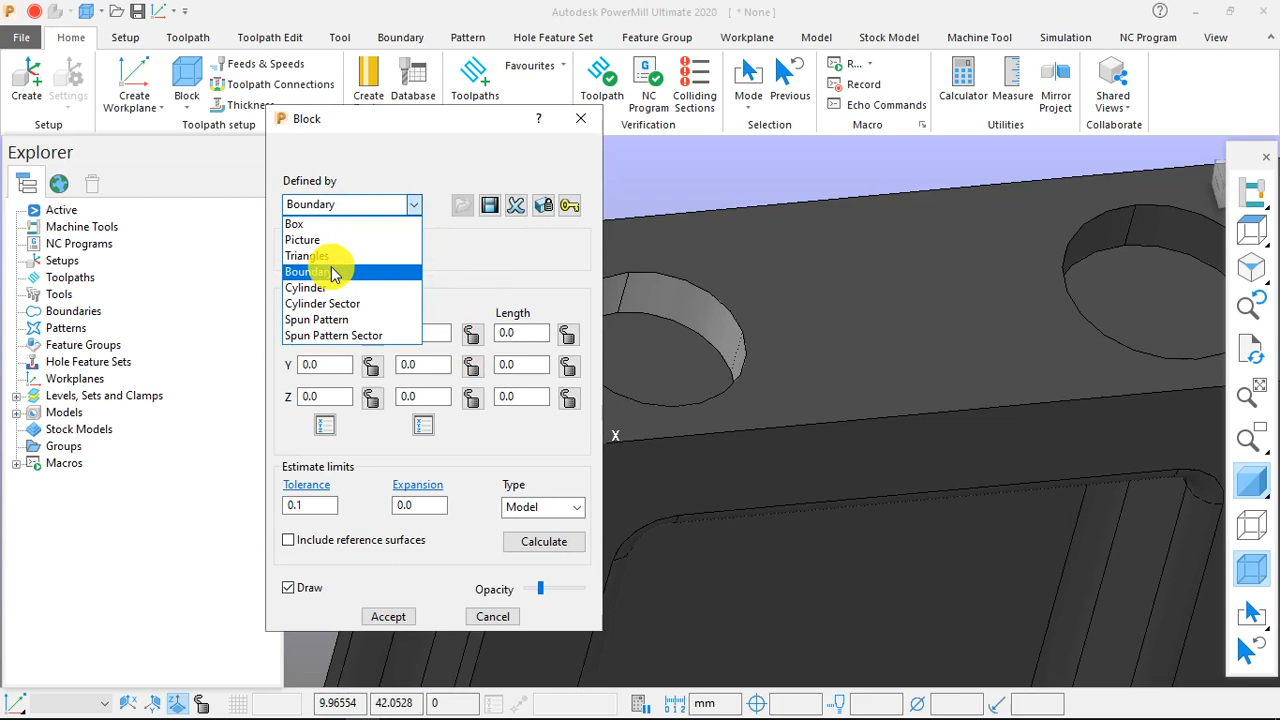 Autodesk PowerMill Ultimate 2020 [ * None ]
File Home Setup Toolpath Toolpath Edit Tool Boundary Pattern Hole Feature Set Feature Group Workplane Model Stock Model Machine Tool Simulation NC Program View
Create
Settings
Setup
Create
Workplane
Block
Feeds & Speeds
Toolpath Connections
Thickness
Toolpath setup
Create
Database
Toolpaths
Favourites
Toolpath
NC
Program
Colliding
Sections
Verification
Mode
Previous
Selection
R...
Record
Echo Commands
Macro
Calculator
Measure
Mirror
Project
Utilities
Shared
Views
Collaborate
Explorer
Active
Machine Tools
NC Programs
Setups
Toolpaths
Tools
Boundaries
Patterns
Feature Groups
Hole Feature Sets
Workplanes
Levels, Sets and Clamps
Models
Stock Models
Groups
Macros
Block
Defined by
Boundary
Box
Picture
Triangles
Boundary
Cylinder
Cylinder Sector
Spun Pattern
Spun Pattern Sector
Length
0.0
Y 0.0 0.0 0.0
Z 0.0 0.0 0.0
Estimate limits
Tolerance Expansion Type
0.1 0.0 Model
Include reference surfaces
Calculate
Draw
Opacity
Accept Cancel
X
9.96554 42.0528 0 mm